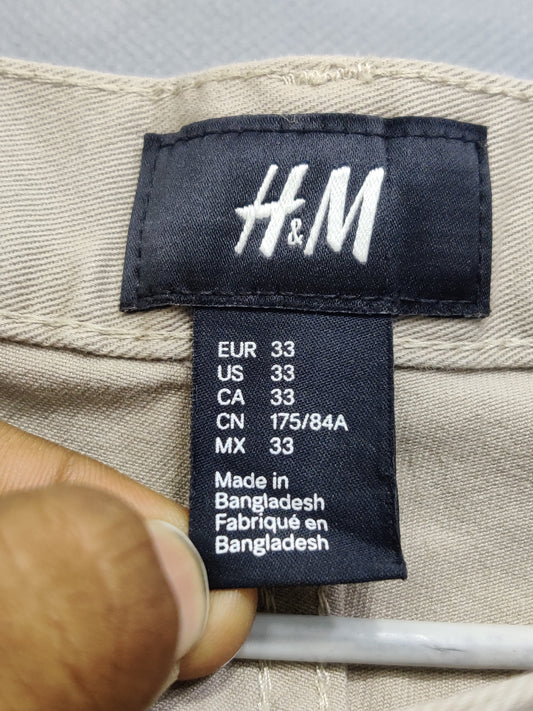 H&M
EUR 33
US 33
CA 33
CN 175/84A
MX 33
Made in
Bangladesh
Fabriqué en
Bangladesh